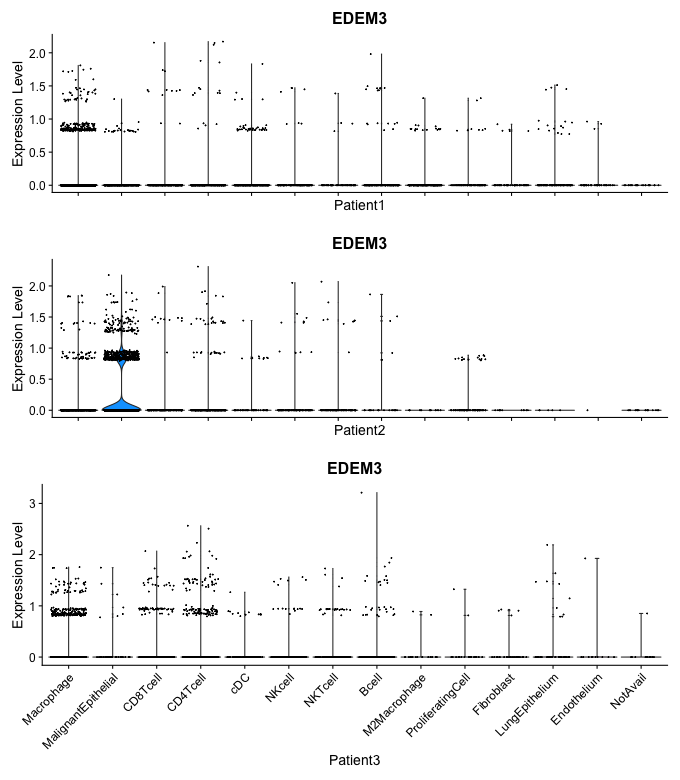 EDEM3
Expression Level
2.0
1.5
1.0
0.5
0.0
Patient1
EDEM3
Expression Level
2.0
1.5
1.0
0.5
0.0
Patient2
EDEM3
Expression Level
3
2
1
0
Macrophage
MalignantEpithelial
CD8Tcell
CD4Tcell
cDC
NKcell
NKTcell
Bcell
M2Macrophage
ProliferatingCell
Fibroblast
LungEpithelium
Endothelium
NotAvail
Patient3